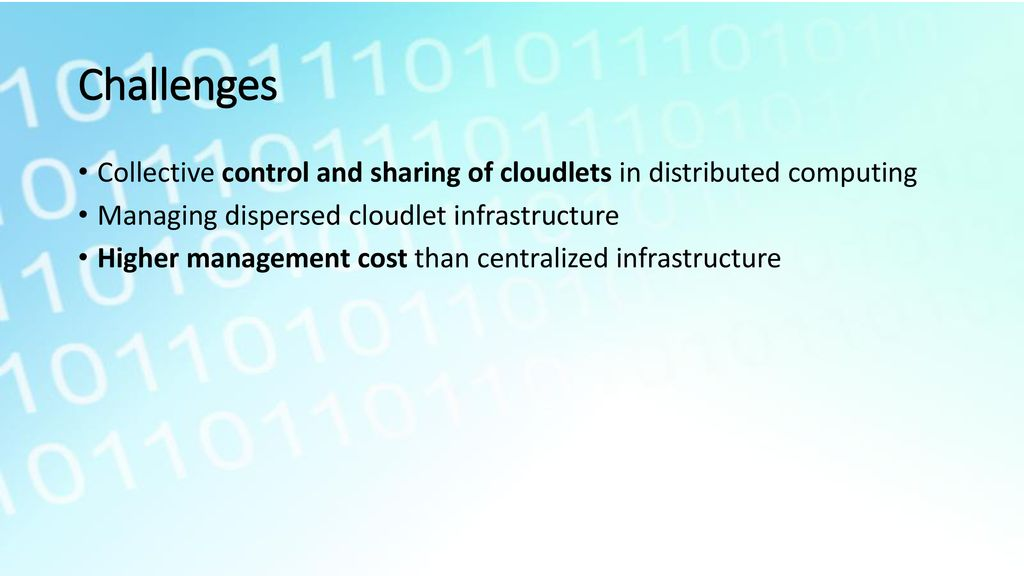 Challenges
• Collective control and sharing of cloudlets in distributed computing
• Managing dispersed cloudlet infrastructure
• Higher management cost than centralized infrastructure